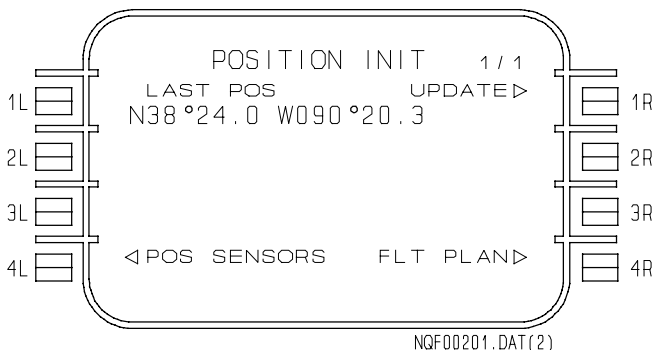 POSITION INIT 1/1
LAST POS UPDATE▷
1L N38°24.0 W090°20.3 1R
2L 2R
3L 3R
◁POS SENSORS FLT PLAN▷
4L 4R
NQF00201.DAT(2)